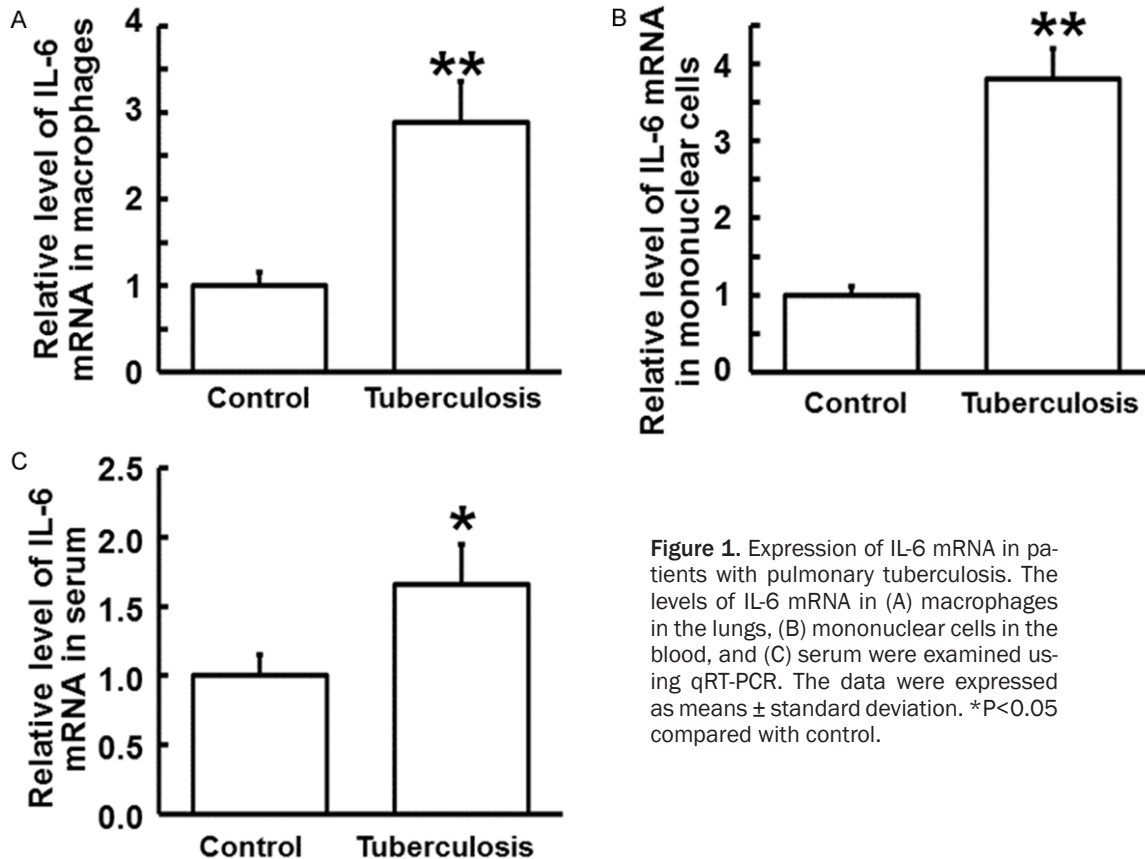 A
Relative level of IL-6
mRNA in macrophages
4
3
2
1
0
**
Control Tuberculosis
B
Relative level of IL-6 mRNA
in mononuclear cells
4
3
2
1
0
**
Control Tuberculosis
C
Relative level of IL-6
mRNA in serum
2.5
2.0
1.5
1.0
0.5
0.0
*
Control Tuberculosis
Figure 1. Expression of IL-6 mRNA in pa-
tients with pulmonary tuberculosis. The
levels of IL-6 mRNA in (A) macrophages
in the lungs, (B) mononuclear cells in the
blood, and (C) serum were examined us-
ing qRT-PCR. The data were expressed
as means ± standard deviation. *P<0.05
compared with control.